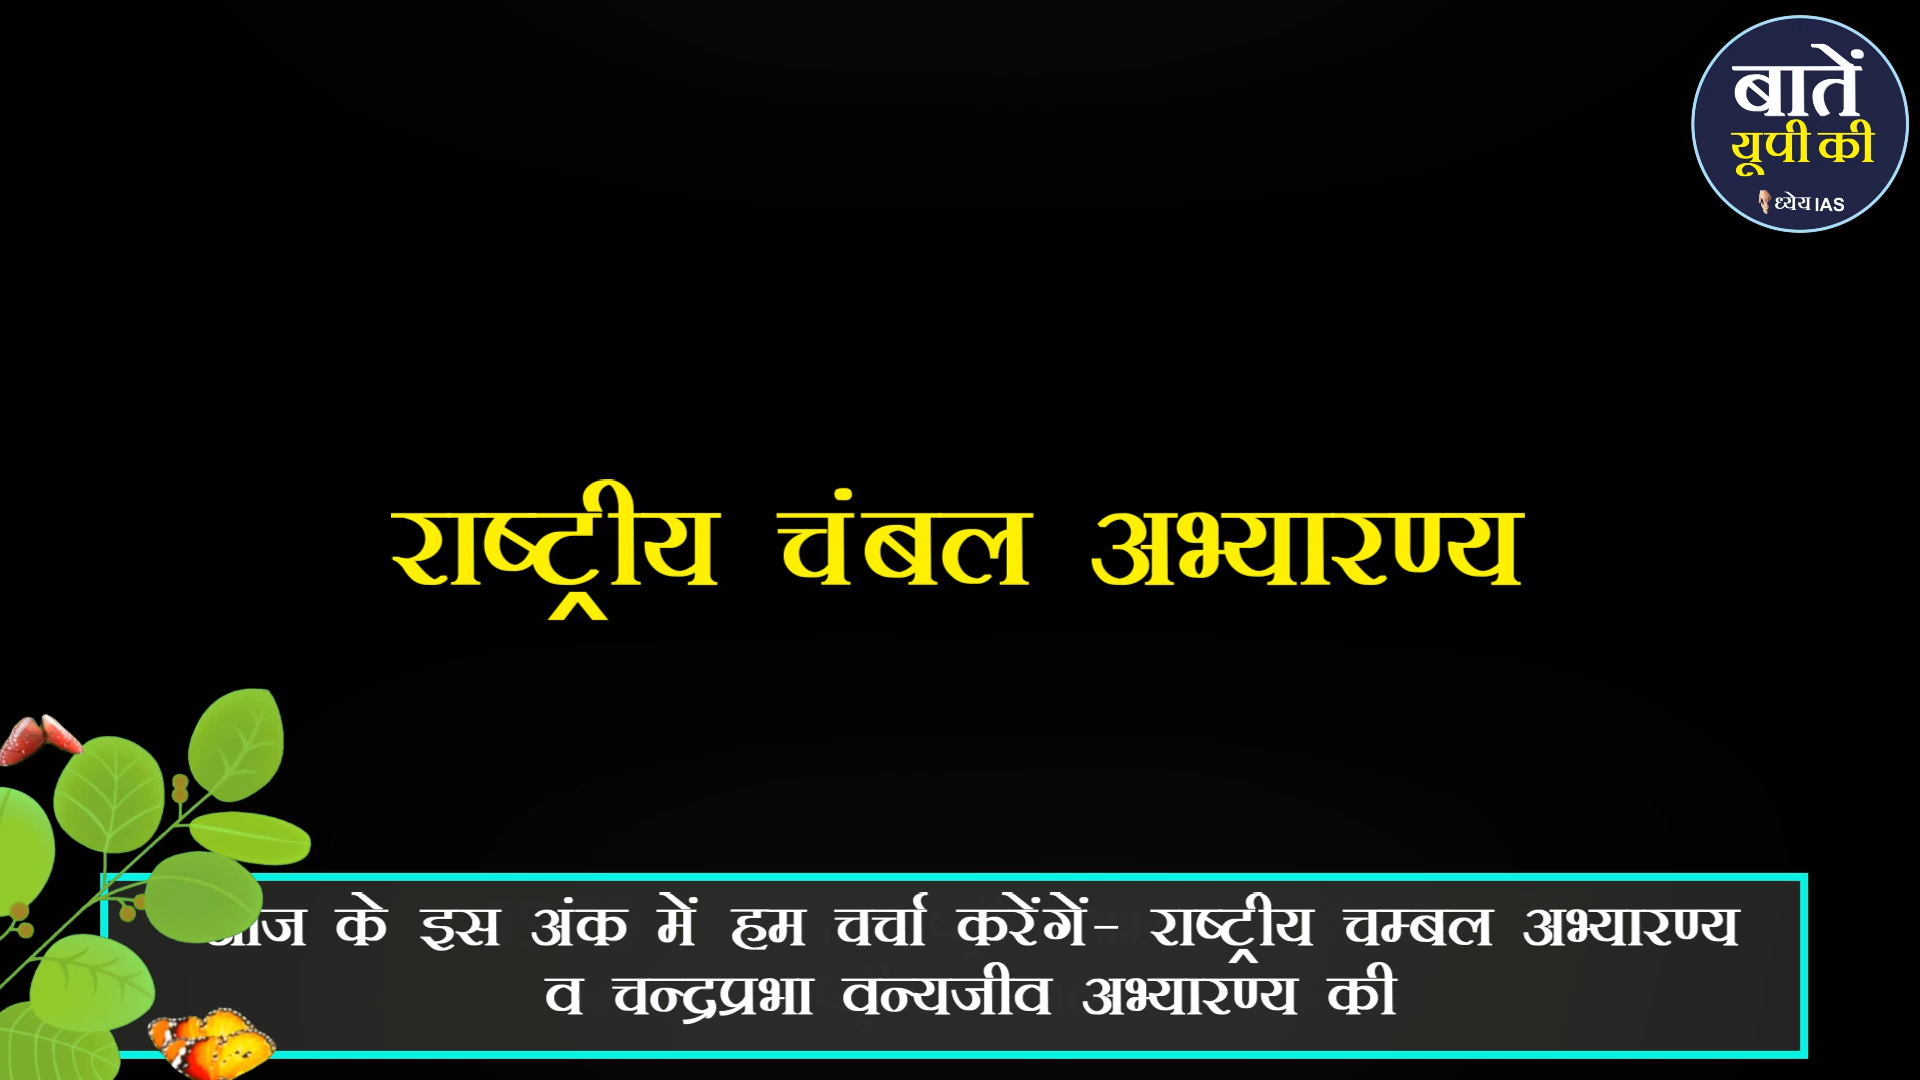 बातें
यूपी की
ध्येय IAS
राष्ट्रीय चंबल अभ्यारण्य
के इस अंक में हम चर्चा करेंगें- राष्ट्रीय चम्बल अभ्यारण्य
व चन्द्रप्रभा वन्यजीव अभ्यारण्य की